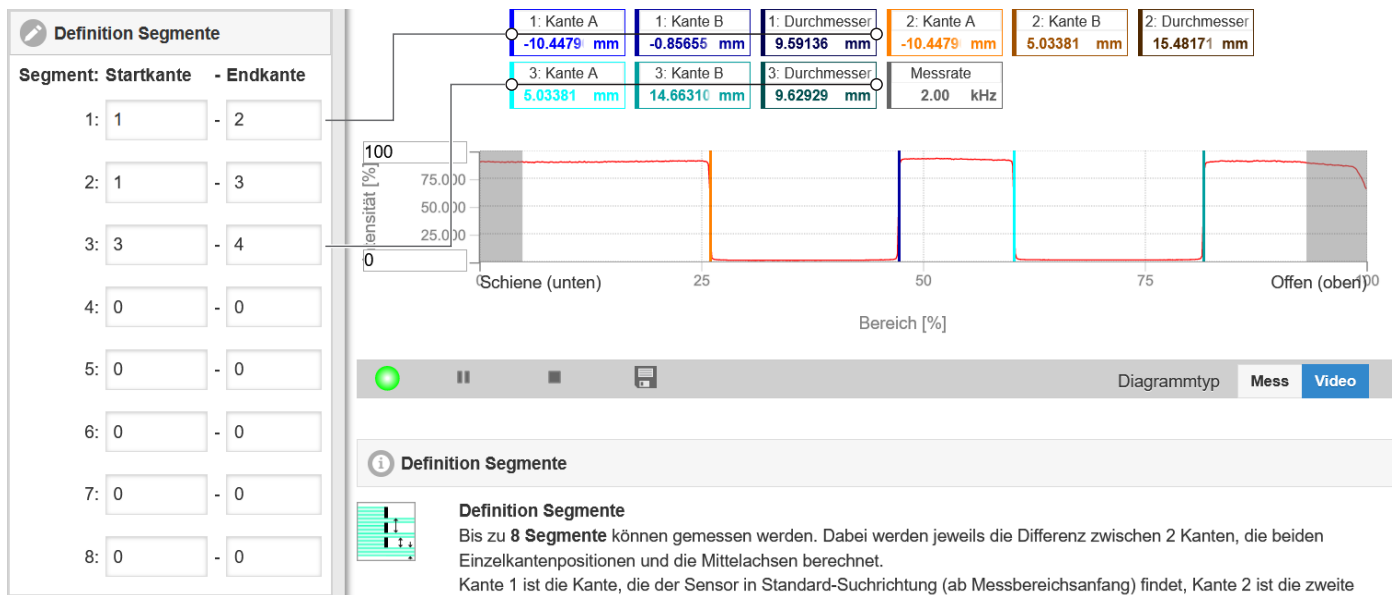 Definition Segmente
Segment: Startkante - Endkante
1: 1 - 2
2: 1 - 3
3: 3 - 4
4: 0 - 0
5: 0 - 0
6: 0 - 0
7: 0 - 0
8: 0 - 0
1: Kante A 1: Kante B 1: Durchmesser 2: Kante A 2: Kante B 2: Durchmesser
-10.4479 mm -0.85655 mm 9.59136 mm -10.4479 mm 5.03381 mm 15.48171 mm
3: Kante A 3: Kante B 3: Durchmesser Messrate
5.03381 mm 14.66310 mm 9.62929 mm 2.00 kHz
100
75.000
50.000
25.000
0
[%]
Schiene (unten) 25 50 75 Offen (oben)
Bereich [%]
Diagrammtyp Mess Video
Definition Segmente
Definition Segmente
Bis zu 8 Segmente können gemessen werden. Dabei werden jeweils die Differenz zwischen 2 Kanten, die beiden
Einzelkantenpositionen und die Mittelachsen berechnet.
Kante 1 ist die Kante, die der Sensor in Standard-Suchrichtung (ab Messbereichsanfang) findet, Kante 2 ist die zweite